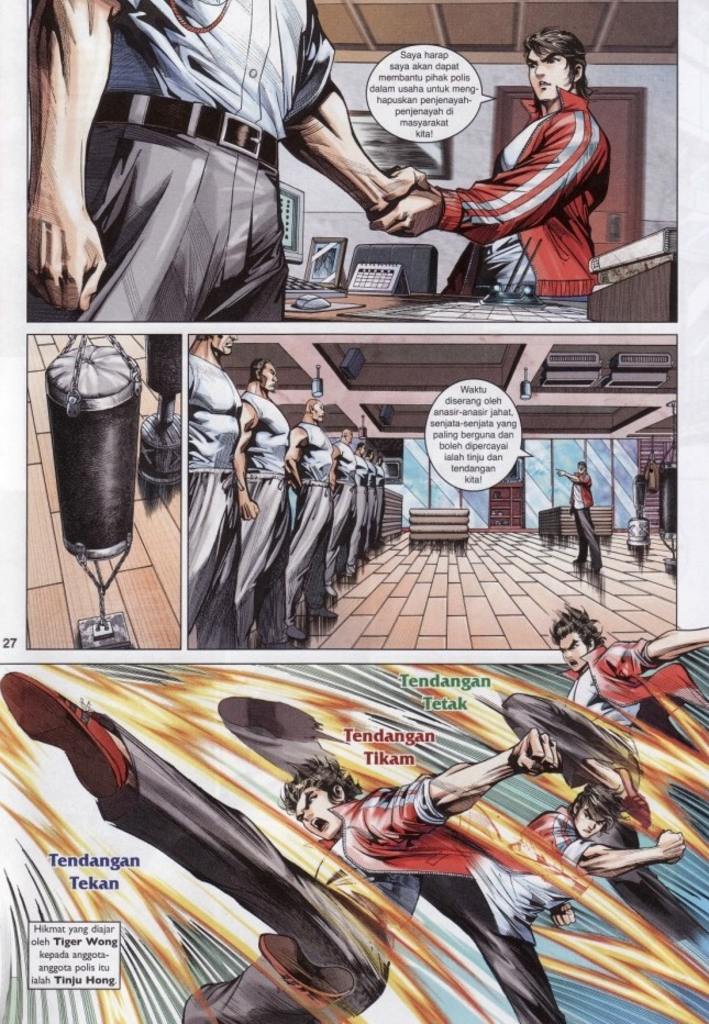 Saya harap
saya akan dapat
membantu pihak polis
dalam usaha untuk meng-
hapuskan penjenayah-
penjenayah di
masyarakat
kita!
Waktu
diserang oleh
anasir-anasir jahat,
senjata-senjata yang
paling berguna dan
boleh dipercayai
ialah tinju dan
tendangan
kita!
27
Tendangan
Tetak
Tendangan
Tikam
Tendangan
Tekan
Hikmat yang diajar
oleh Tiger Wong
kepada anggota-
anggota polis itu
ialah Tinju Hong.